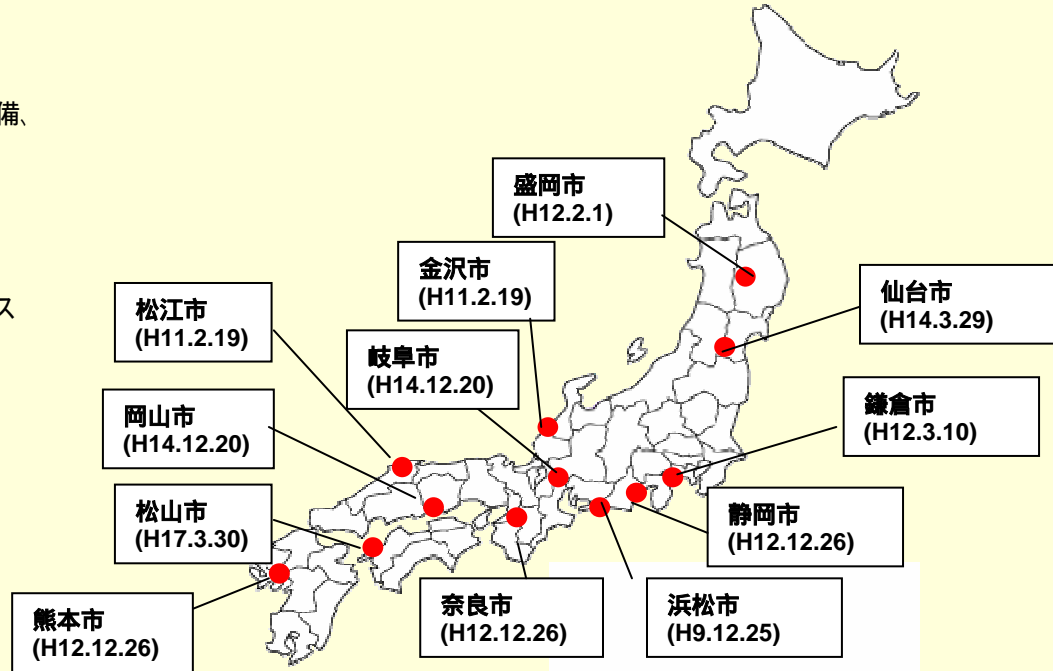 備、
ス
盛岡市
(H12.2.1)
金沢市
(H11.2.19)
仙台市
(H14.3.29)
松江市
(H11.2.19)
岐阜市
(H14.12.20)
岡山市
(H14.12.20)
鎌倉市
(H12.3.10)
松山市
(H17.3.30)
静岡市
(H12.12.26)
熊本市
(H12.12.26)
奈良市
(H12.12.26)
浜松市
(H9.12.25)